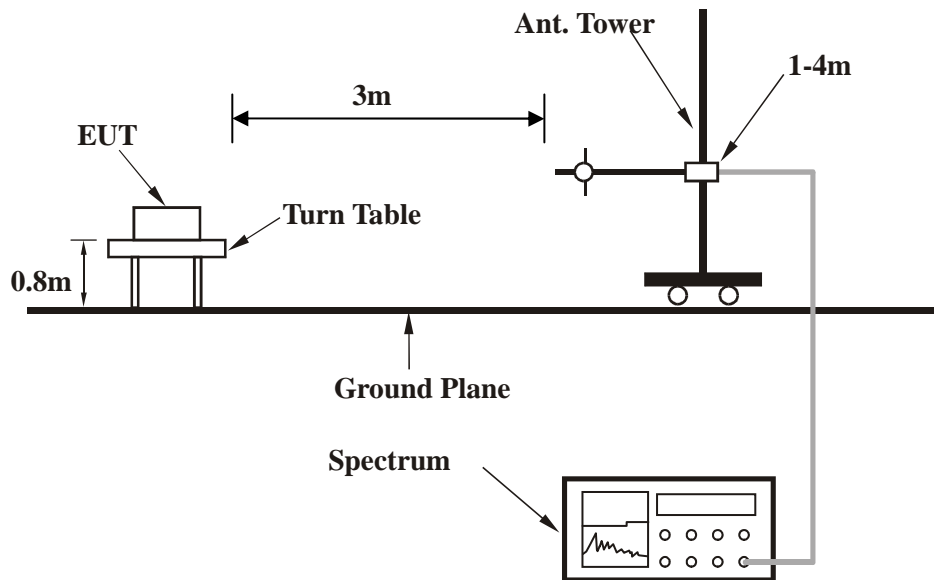 Ant. Tower
1-4m
3m
EUT
Turn Table
0.8m
Ground Plane
Spectrum